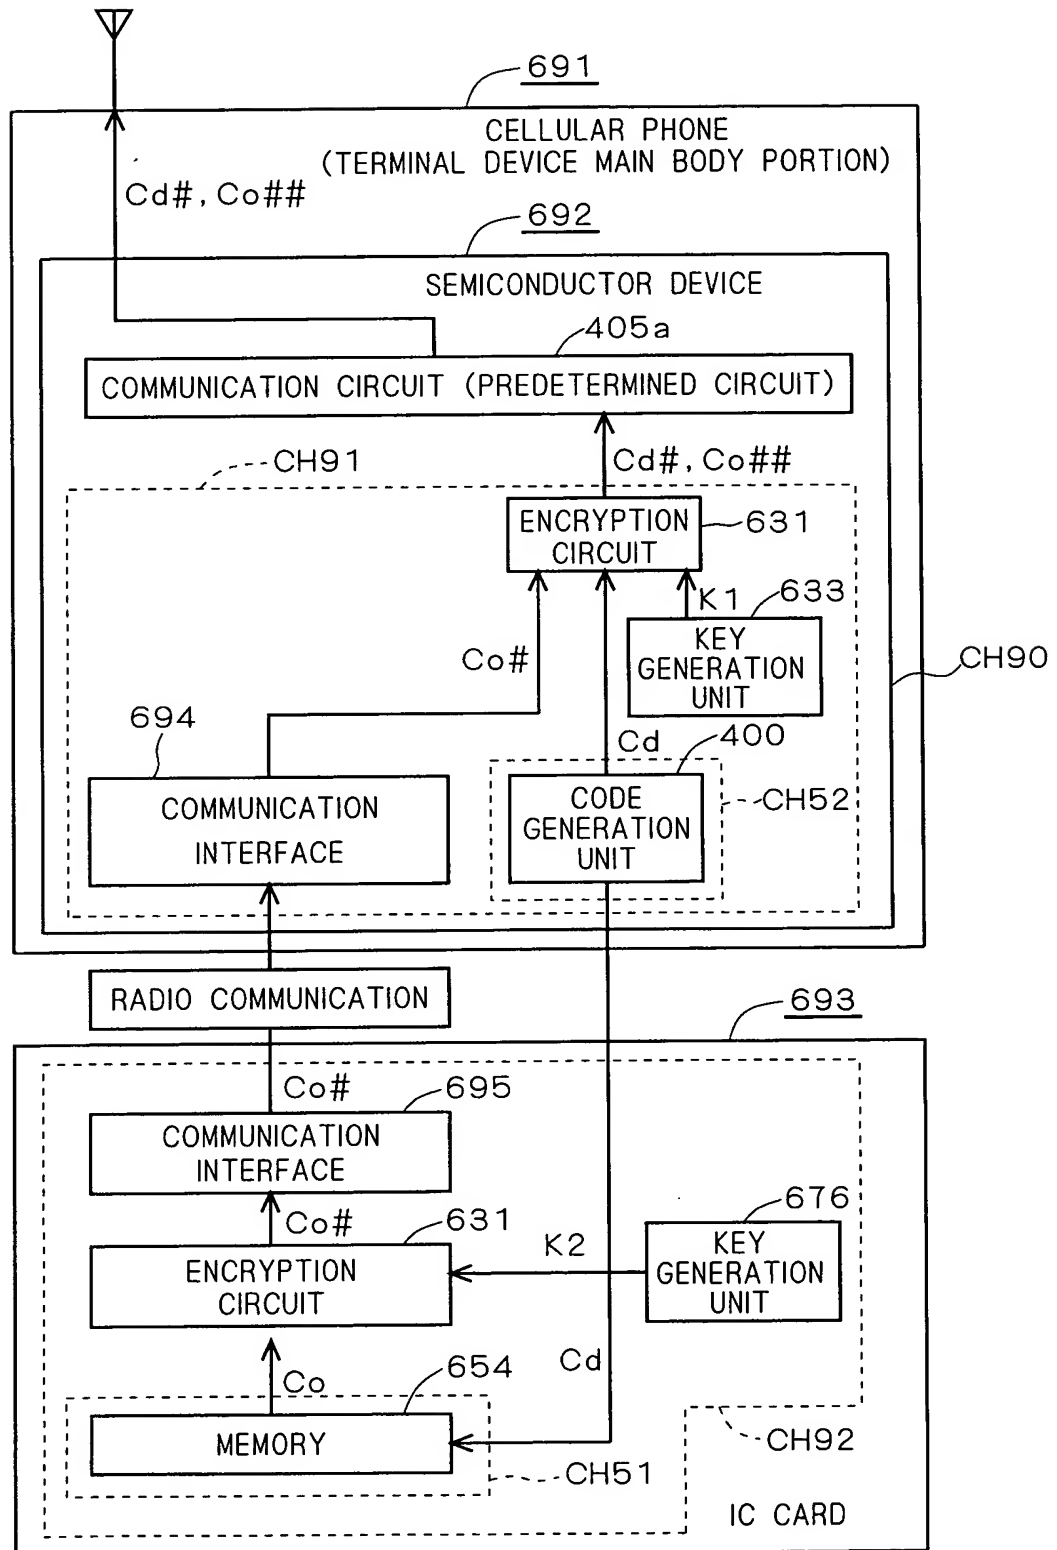 691
CELLULAR PHONE
(TERMINAL DEVICE MAIN BODY PORTION)
Cd#, Co##
692
SEMICONDUCTOR DEVICE
405a
COMMUNICATION CIRCUIT (PREDETERMINED CIRCUIT)
CH91
Cd#, Co##
ENCRYPTION
CIRCUIT
631
K1
633
KEY
GENERATION
UNIT
CH90
Co#
694
Cd
400
COMMUNICATION
INTERFACE
CODE
GENERATION
UNIT
CH52
RADIO COMMUNICATION
693
Co#
695
COMMUNICATION
INTERFACE
Co#
631
K2
676
ENCRYPTION
CIRCUIT
KEY
GENERATION
UNIT
Co
654
Cd
MEMORY
CH51
CH92
IC CARD